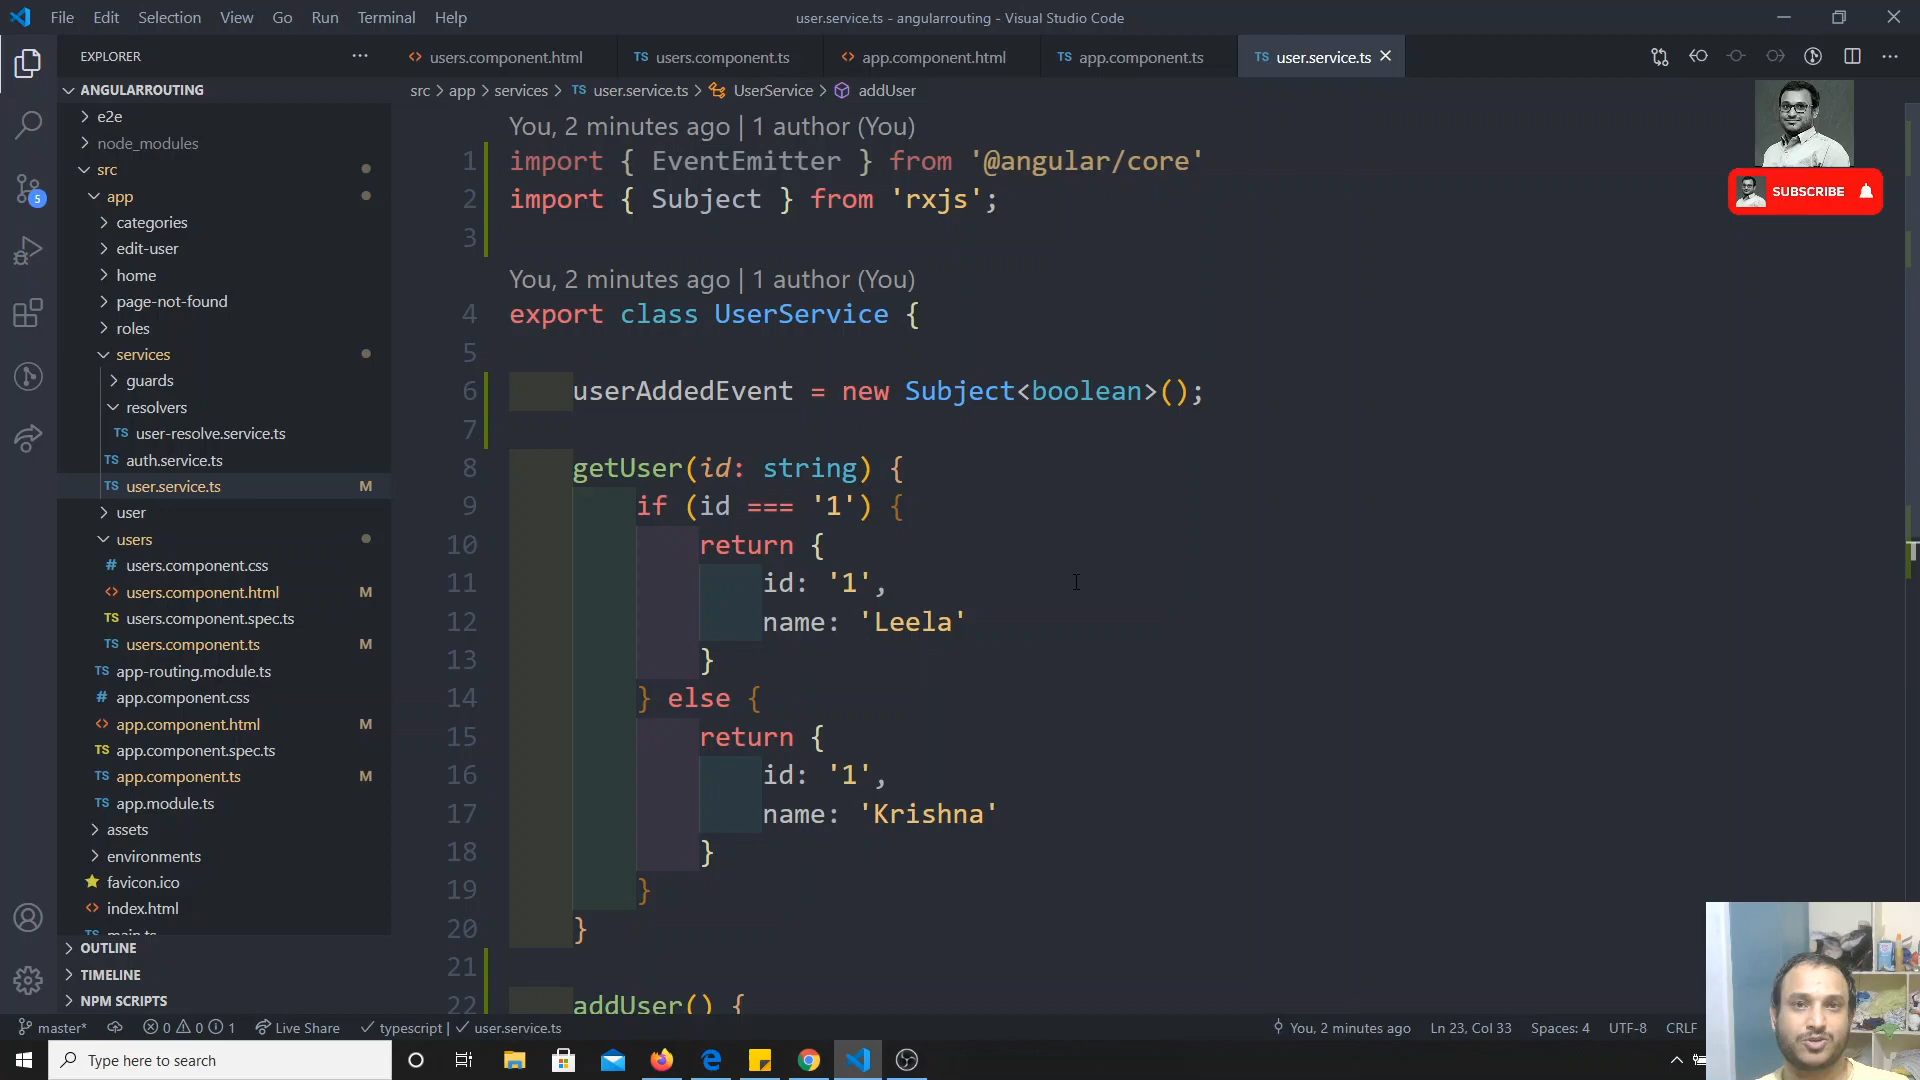 File Edit Selection View Go Run Terminal Help
user.service.ts - angularrouting - Visual Studio Code
EXPLORER
users.component.html
TS users.component.ts
app.component.html
TS app.component.ts
TS user.service.ts
src > app > services > TS user.service.ts > UserService > addUser
ANGULARROUTING
e2e
node_modules
src
app
categories
edit-user
home
page-not-found
roles
services
guards
resolvers
TS user-resolve.service.ts
TS auth.service.ts
TS user.service.ts M
user
users
# users.component.css
<> users.component.html M
TS users.component.spec.ts
TS users.component.ts M
TS app-routing.module.ts
# app.component.css
<> app.component.html M
TS app.component.spec.ts
TS app.component.ts M
TS app.module.ts
assets
environments
favicon.ico
<> index.html
TS main.ts
OUTLINE
TIMELINE
NPM SCRIPTS
5
You, 2 minutes ago | 1 author (You)
1 import { EventEmitter } from '@angular/core'
2 import { Subject } from 'rxjs';
3
You, 2 minutes ago | 1 author (You)
4 export class UserService {
5
6 userAddedEvent = new Subject<boolean>();
7
8 getUser(id: string) {
9 if (id === '1') {
10 return {
11 id: '1',
12 name: 'Leela'
13 }
14 } else {
15 return {
16 id: '1',
17 name: 'Krishna'
18 }
19 }
20 }
21
22 addUser() {
SUBSCRIBE
master* 0 0 1 Live Share typescript | user.service.ts
You, 2 minutes ago Ln 23, Col 33 Spaces: 4 UTF-8 CRLF
Type here to search